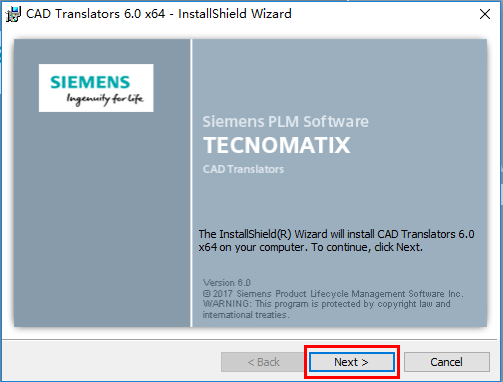 CAD Translators 6.0 x64 - InstallShield Wizard
SIEMENS
Ingenuity for life
Siemens PLM Software
TECNOMATIX
CAD Translators
The InstallShield(R) Wizard will install CAD Translators 6.0
x64 on your computer. To continue, click Next.
Version 6.0
© 2017 Siemens Product Lifecycle Management Software Inc.
WARNING: This program is protected by copyright law and
international treaties.
< Back
Next >
Cancel